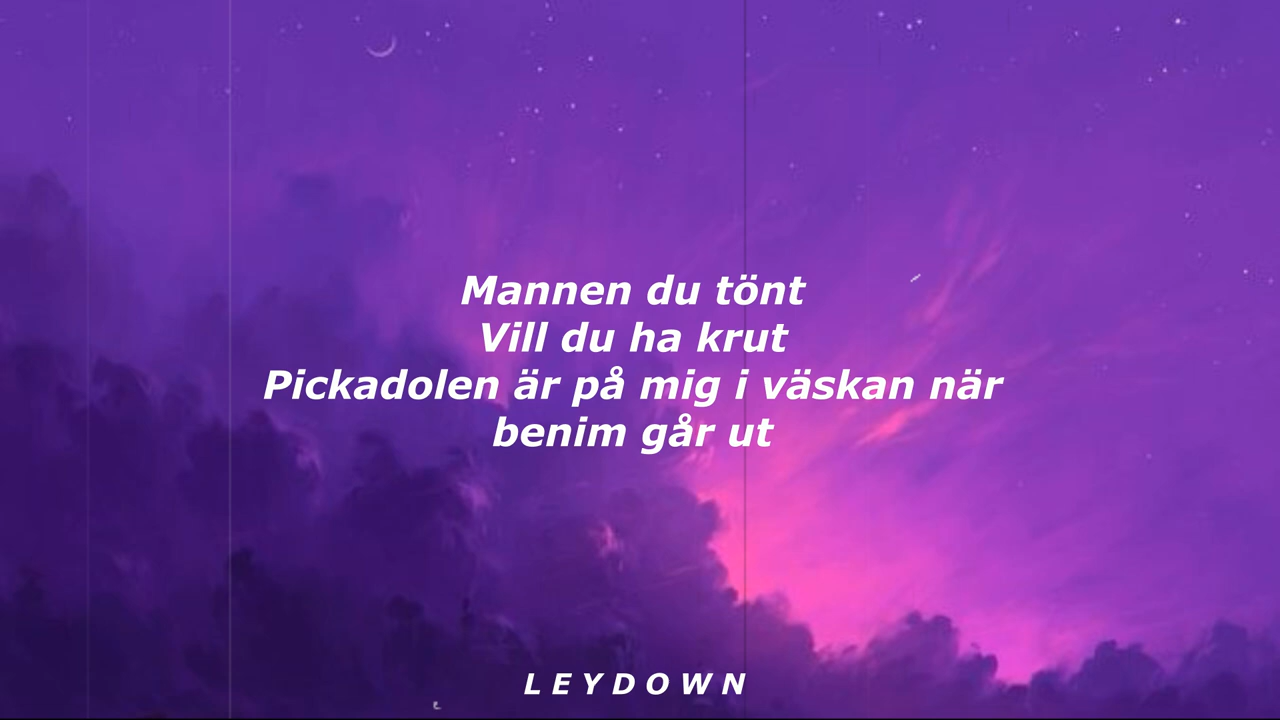 Mannen du tönt
Vill du ha krut
Pickadolen är på mig i väskan när
benim går ut
LEYDOWN